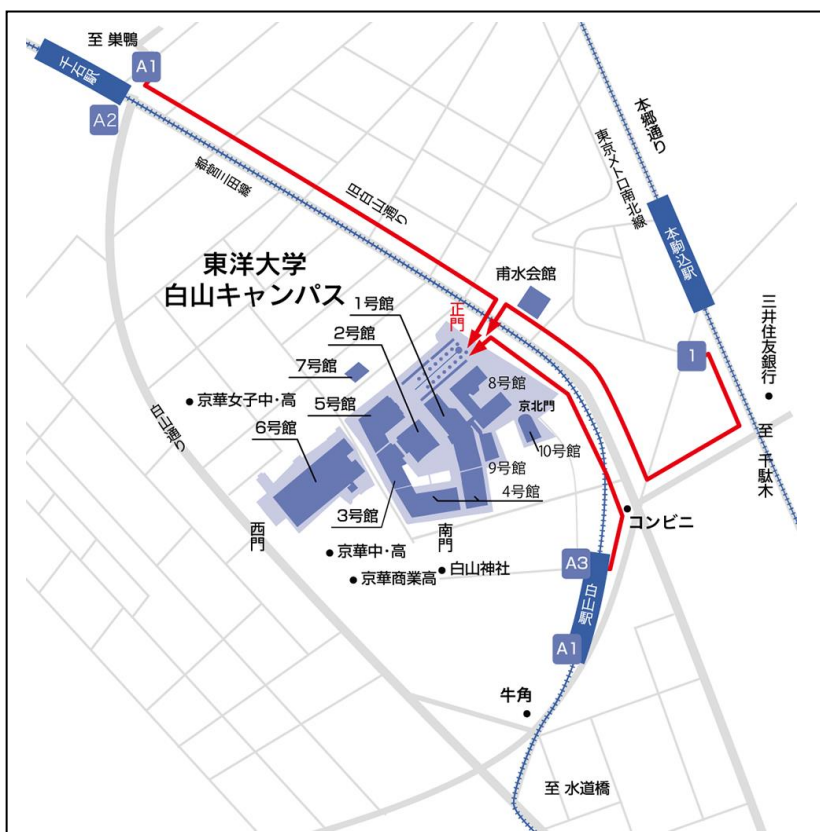 至 巣鴨
A1
千石駅
A2
都営三田線
旧白山通り
本郷通り
東京メトロ南北線
本駒込駅
東洋大学
白山キャンパス
甫水会館
正門
1号館
2号館
7号館
8号館
京華女子中・高
5号館
京北門
6号館
10号館
9号館
4号館
3号館
白山通り
西門
南門
1
三井住友銀行
至 千駄木
コンビニ
京華中・高
京華商業高
白山神社
A3
白山駅
A1
牛角
至 水道橋